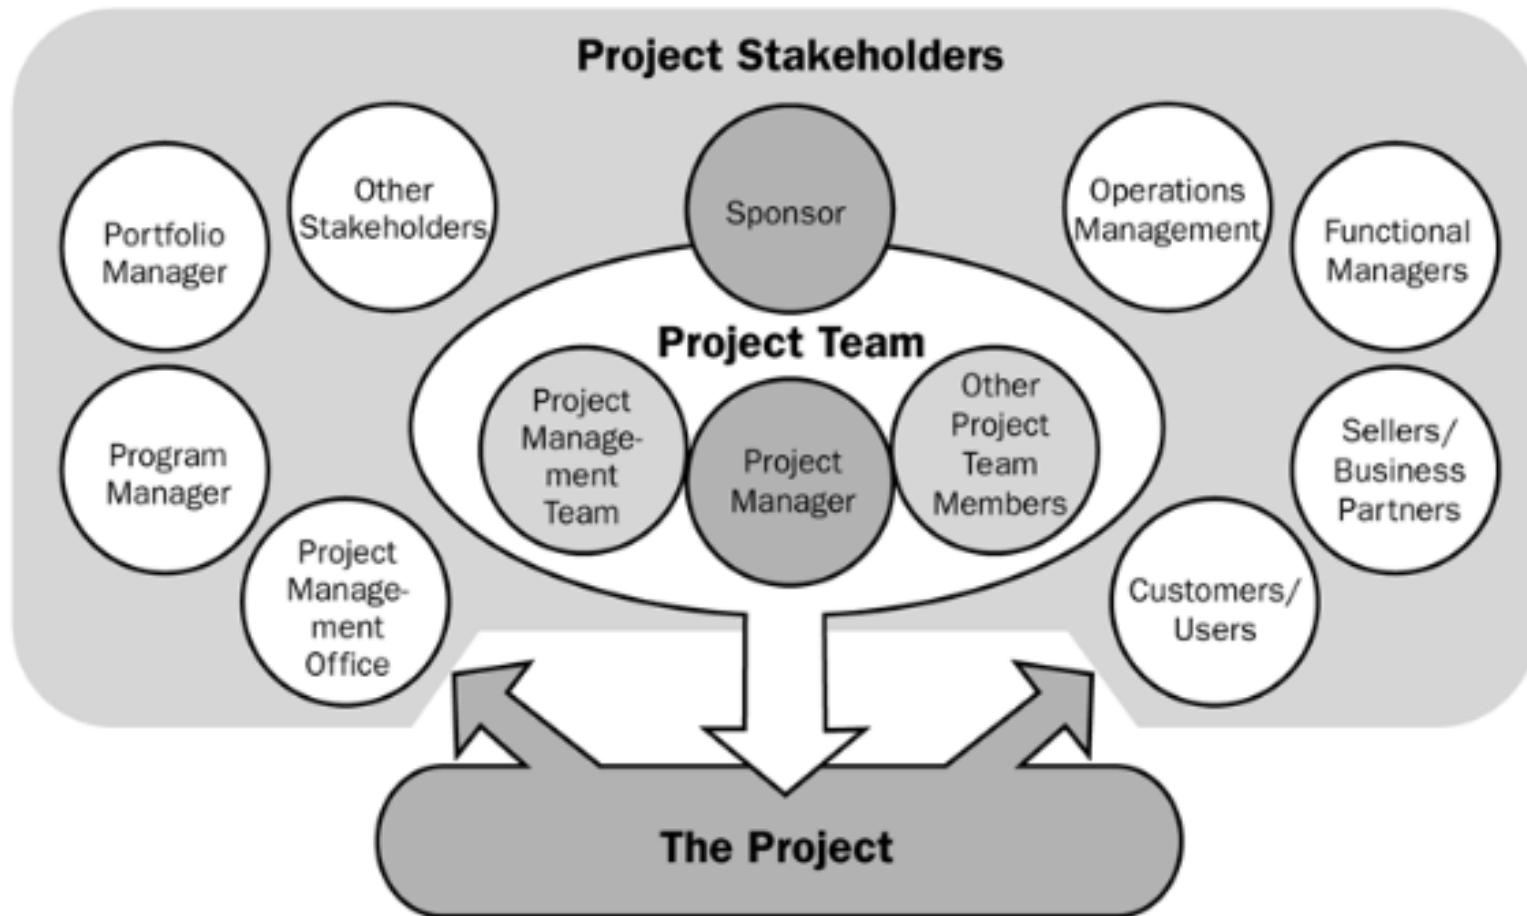 Project Stakeholders
Portfolio
Manager
Other
Stakeholders
Sponsor
Operations
Management
Functional
Managers
Project Team
Project
Manage-
ment
Team
Project
Manager
Other
Project
Team
Members
Program
Manager
Sellers/
Business
Partners
Project
Manage-
ment
Office
Customers/
Users
The Project